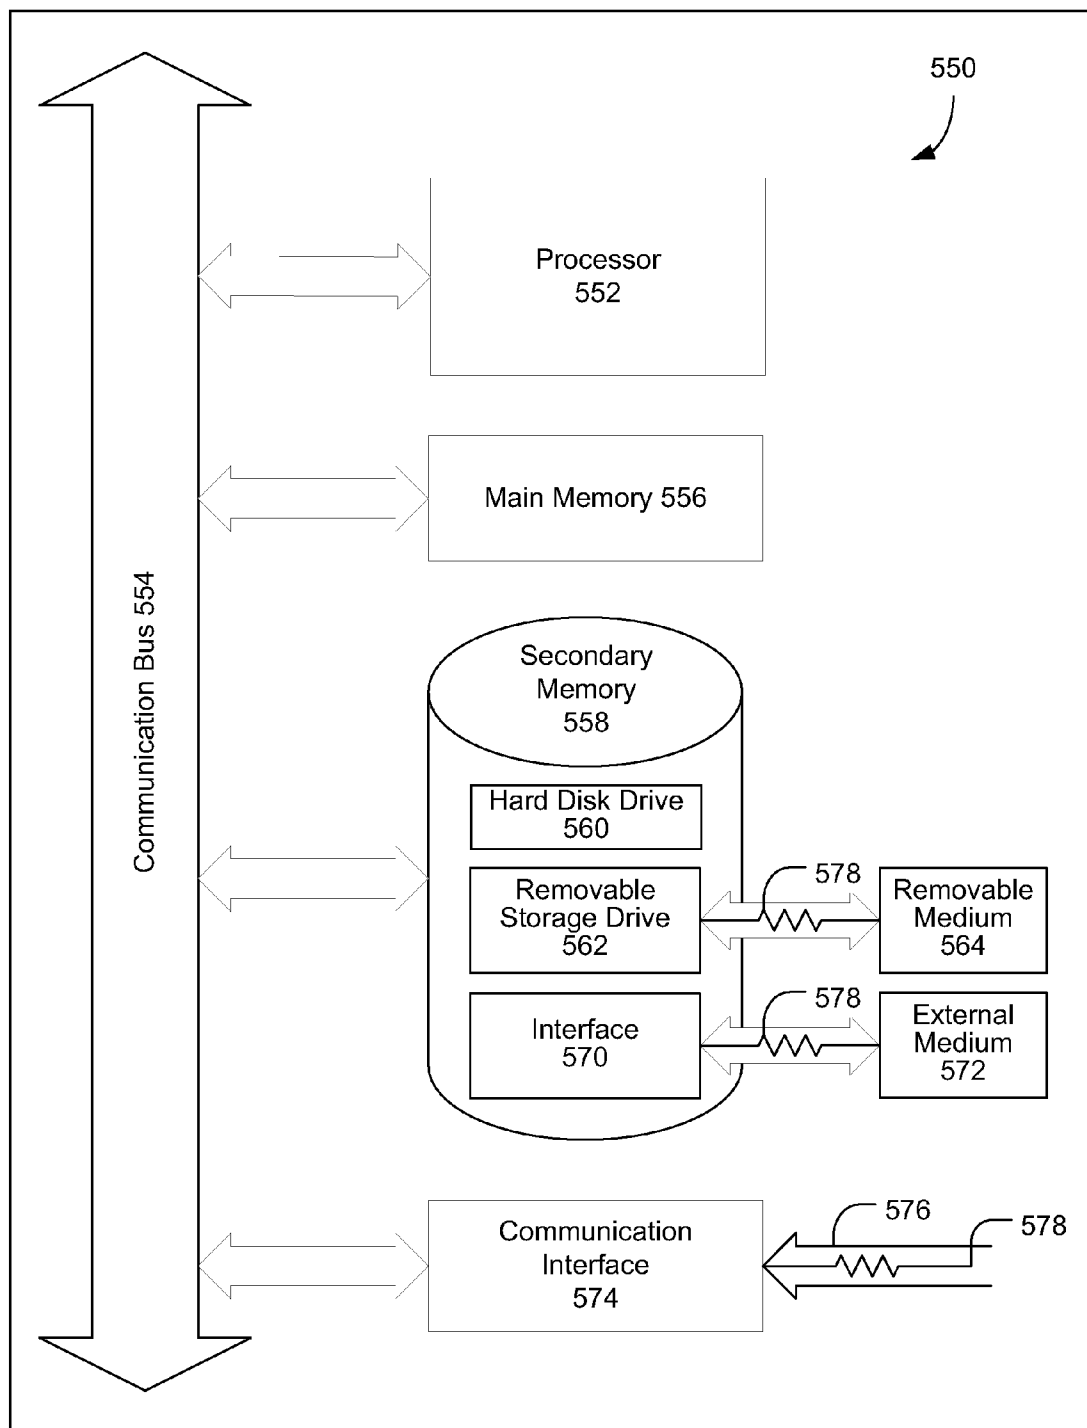 550
Processor
552
Main Memory 556
Communication Bus 554
Secondary
Memory
558
Hard Disk Drive
560
Removable
Storage Drive
562
578
Removable
Medium
564
Interface
570
578
External
Medium
572
Communication
Interface
574
576
578